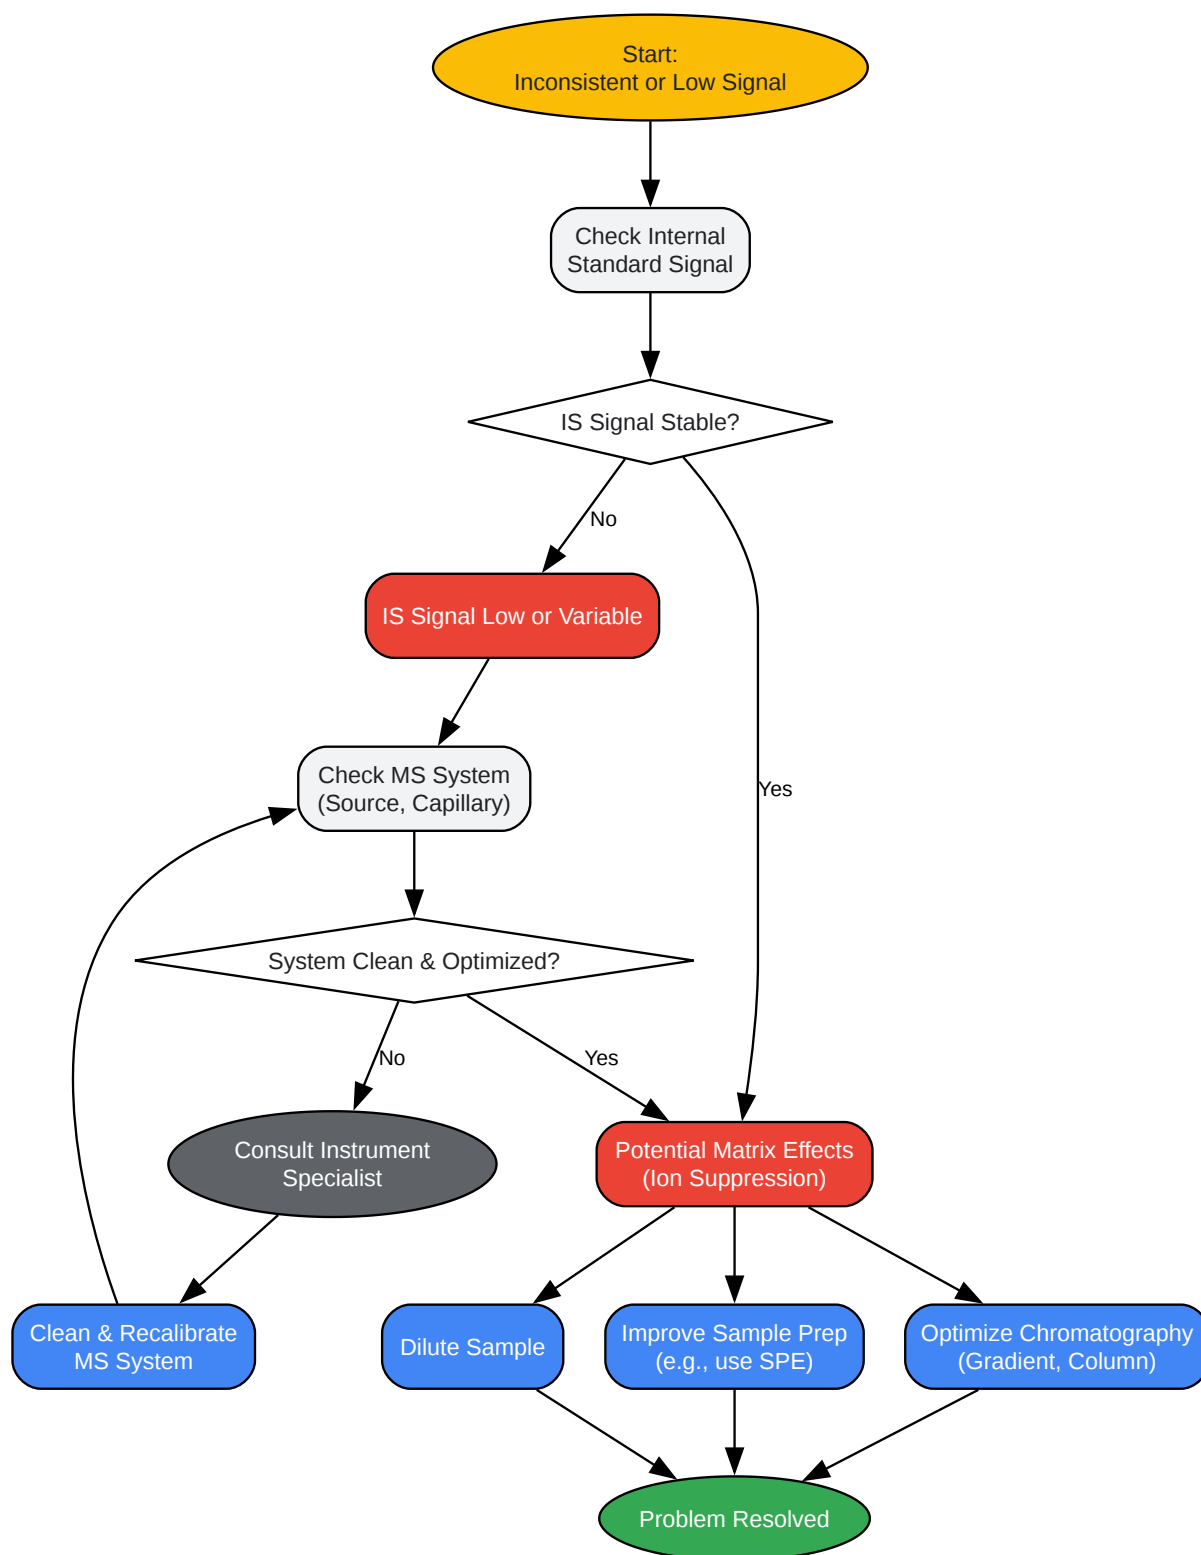 Start:
Inconsistent or Low Signal
Check Internal
Standard Signal
IS Signal Stable?
No
IS Signal Low or Variable
Check MS System
(Source, Capillary)
Yes
System Clean & Optimized?
No
Yes
Consult Instrument
Specialist
Potential Matrix Effects
(Ion Suppression)
Clean & Recalibrate
MS System
Dilute Sample
Improve Sample Prep
(e.g., use SPE)
Optimize Chromatography
(Gradient, Column)
Problem Resolved